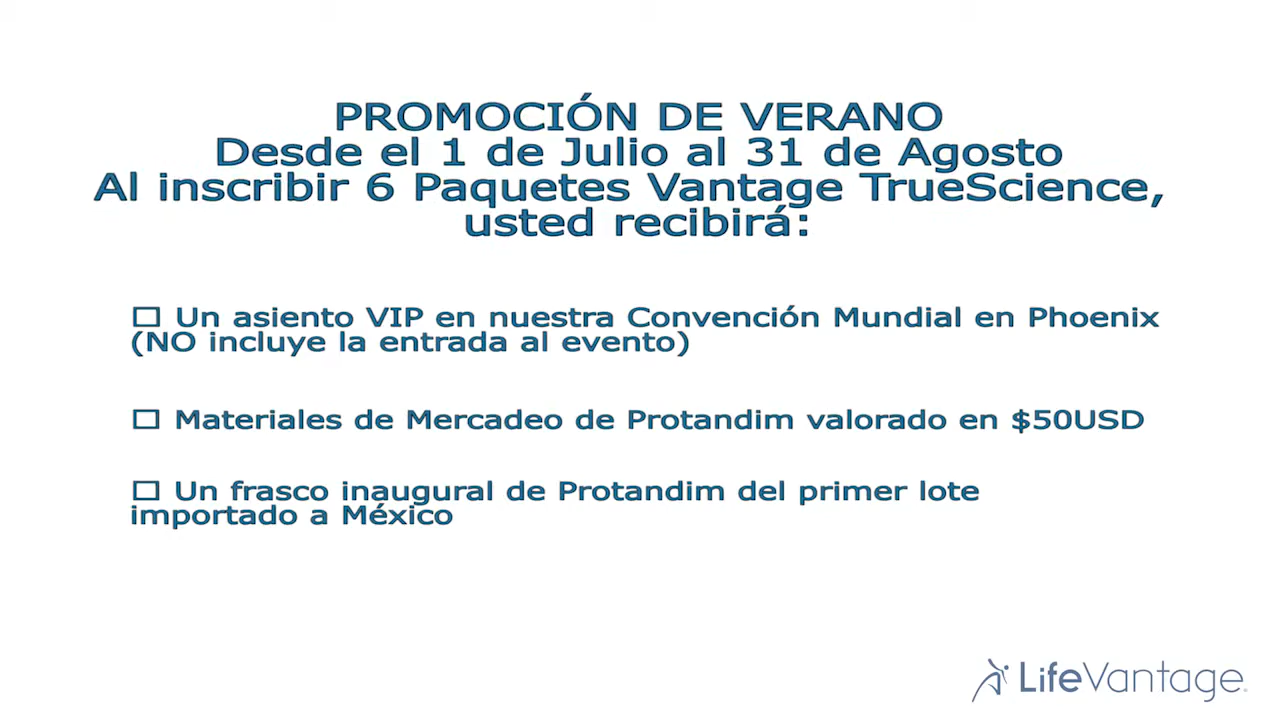 PROMOCIÓN DE VERANO
Desde el 1 de Julio al 31 de Agosto
Al inscribir 6 Paquetes Vantage TrueScience,
usted recibirá:
□ Un asiento VIP en nuestra Convención Mundial en Phoenix
(NO incluye la entrada al evento)
□ Materiales de Mercadeo de Protandim valorado en $50USD
□ Un frasco inaugural de Protandim del primer lote
importado a México
LifeVantage